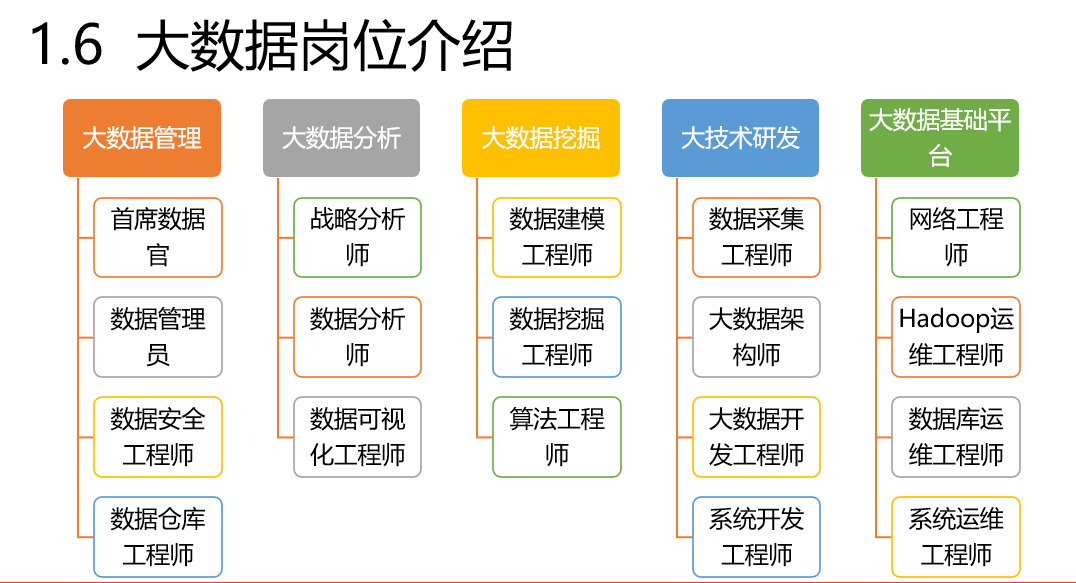 1.6 大数据岗位介绍
大数据管理
首席数据
官
数据管理
员
数据安全
工程师
数据仓库
工程师
大数据分析
战略分析
师
数据分析
师
数据可视
化工程师
大数据挖掘
数据建模
工程师
数据挖掘
工程师
算法工程
师
大技术研发
数据采集
工程师
大数据架
构师
大数据开
发工程师
系统开发
工程师
大数据基础平
台
网络工程
师
Hadoop运
维工程师
数据库运
维工程师
系统运维
工程师